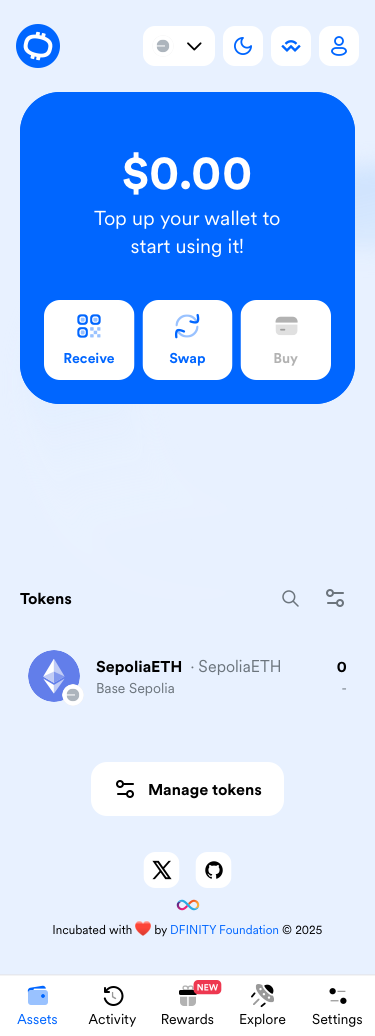 $0.00
Top up your wallet to
start using it!
Receive
Swap
Buy
Tokens
SepoliaETH · SepoliaETH
0
Base Sepolia
-
Manage tokens
Incubated with ❤️ by DFINITY Foundation © 2025
NEW
Assets
Activity
Rewards
Explore
Settings